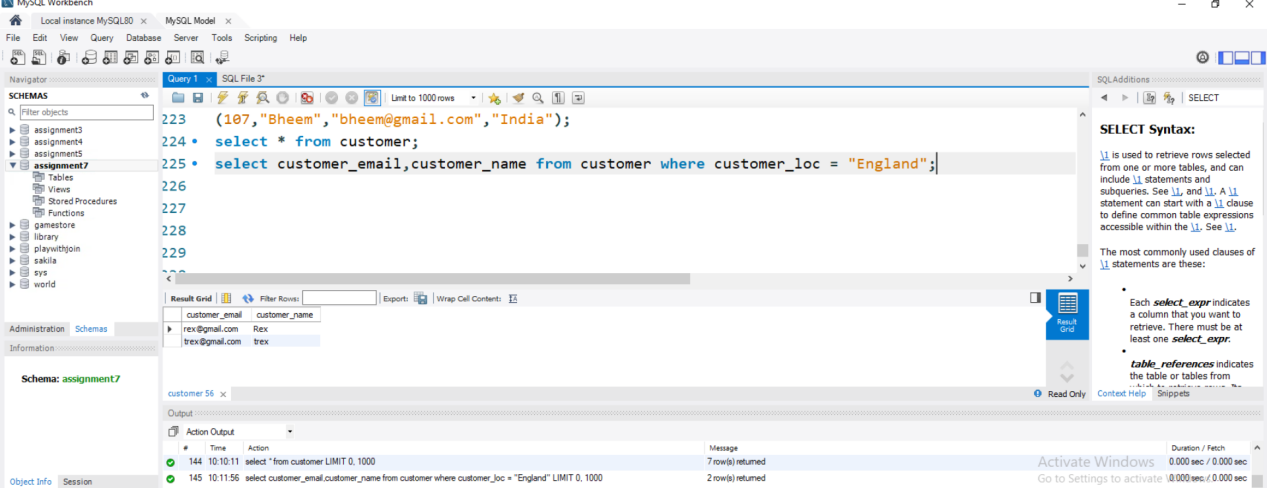 MySQL Workbench
Local instance MySQL80 ×
MySQL Model ×
File Edit View Query Database Server Tools Scripting Help
Navigator
SCHEMAS
Filter objects
assignment3
assignment4
assignment5
assignment7
Tables
Views
Stored Procedures
Functions
gamestore
library
playwithjoin
sakila
sys
world
Administration Schemas
Information
Schema: assignment7
Object Info Session
Query 1 × SQL File 3*
Limit to 1000 rows
223 (107,"Bheem","bheem@gmail.com","India");
224 select * from customer;
225 select customer_email,customer_name from customer where customer_loc = "England";
226
227
228
229
Result Grid Filter Rows: Export: Wrap Cell Content:
customer_email customer_name
rex@gmail.com Rex
trex@gmail.com trex
Result Grid
customer 56 ×
Read Only
Output
Action Output
# Time Action Message Duration / Fetch
144 10:10:11 select * from customer LIMIT 0, 1000 7 row(s) returned 0.000 sec / 0.000 sec
145 10:11:56 select customer_email,customer_name from customer where customer_loc = "England" LIMIT 0, 1000 2 row(s) returned 0.000 sec / 0.000 sec
SQLAdditions
SELECT
SELECT Syntax:
\1 is used to retrieve rows selected
from one or more tables, and can
include \1 statements and
subqueries. See \1, and \1. A \1
statement can start with a \1 clause
to define common table expressions
accessible within the \1. See \1.
The most commonly used clauses of
\1 statements are these:
Each select_expr indicates
a column that you want to
retrieve. There must be at
least one select_expr.
table_references indicates
the table or tables from
Context Help Snippets
Activate Windows
Go to Settings to activate